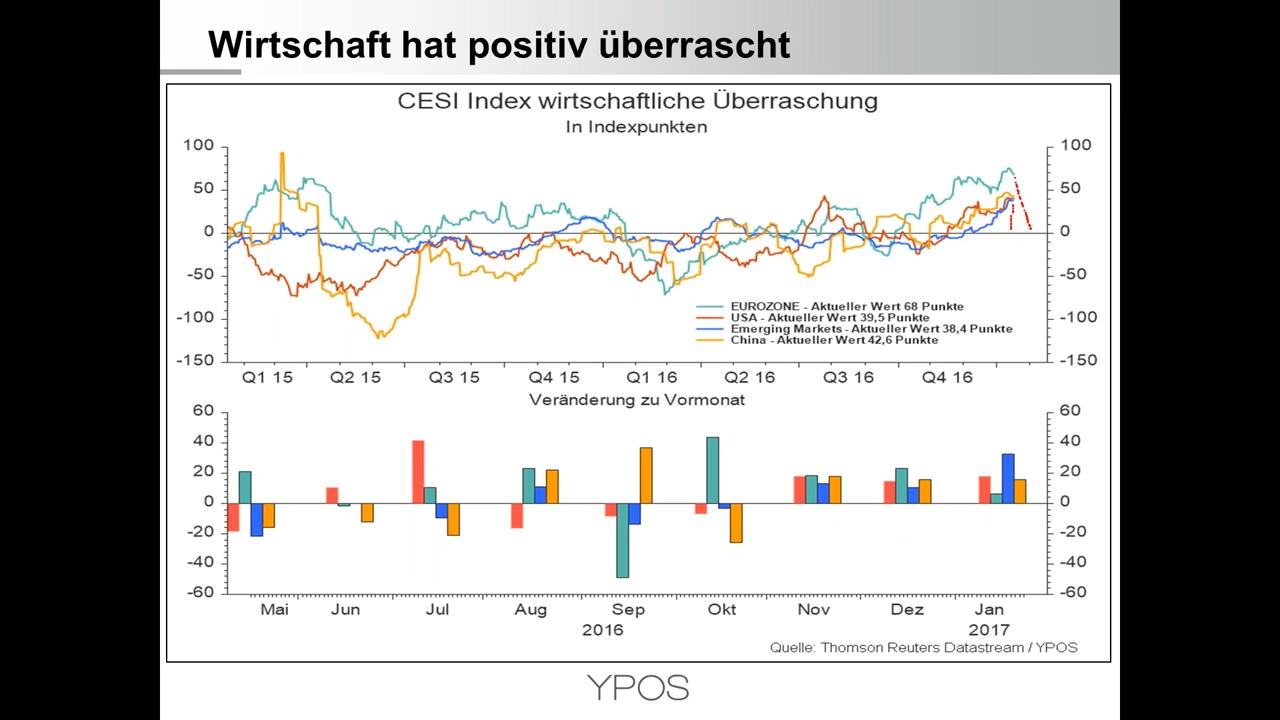 Wirtschaft hat positiv überrascht
CESI Index wirtschaftliche Überraschung
In Indexpunkten
100 100
50 50
0 0
-50 -50
-100 -100
-150 -150
EUROZONE - Aktueller Wert 68 Punkte
USA - Aktueller Wert 39,5 Punkte
Emerging Markets - Aktueller Wert 38,4 Punkte
China - Aktueller Wert 42,6 Punkte
Q1 15 Q2 15 Q3 15 Q4 15 Q1 16 Q2 16 Q3 16 Q4 16
Veränderung zu Vormonat
60 60
40 40
20 20
0 0
-20 -20
-40 -40
-60 -60
Mai Jun Jul Aug Sep Okt Nov Dez Jan
2016 2017
Quelle: Thomson Reuters Datastream / YPOS
YPOS